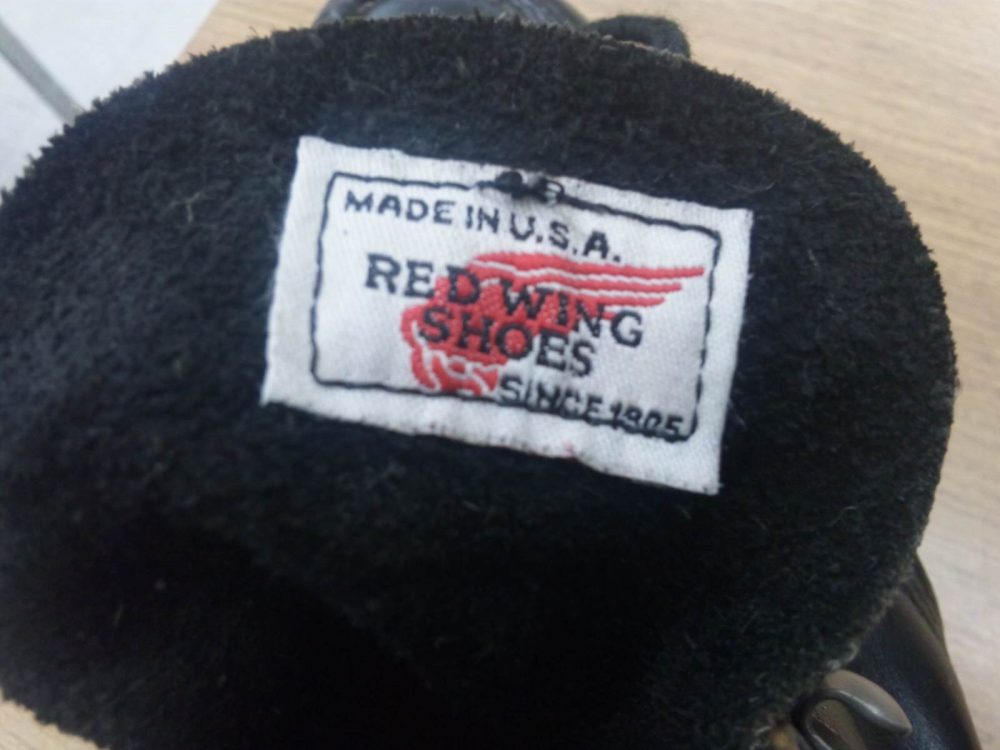 MADE IN U.S.A.
RED WING
SHOES
SINCE 1905